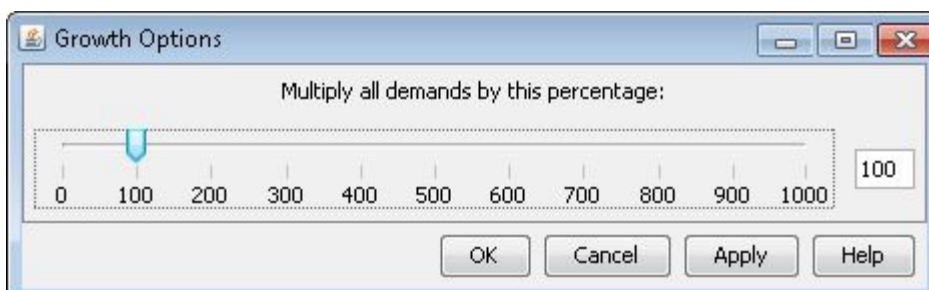 Growth Options
Multiply all demands by this percentage:
0 100 200 300 400 500 600 700 800 900 1000
100
OK Cancel Apply Help